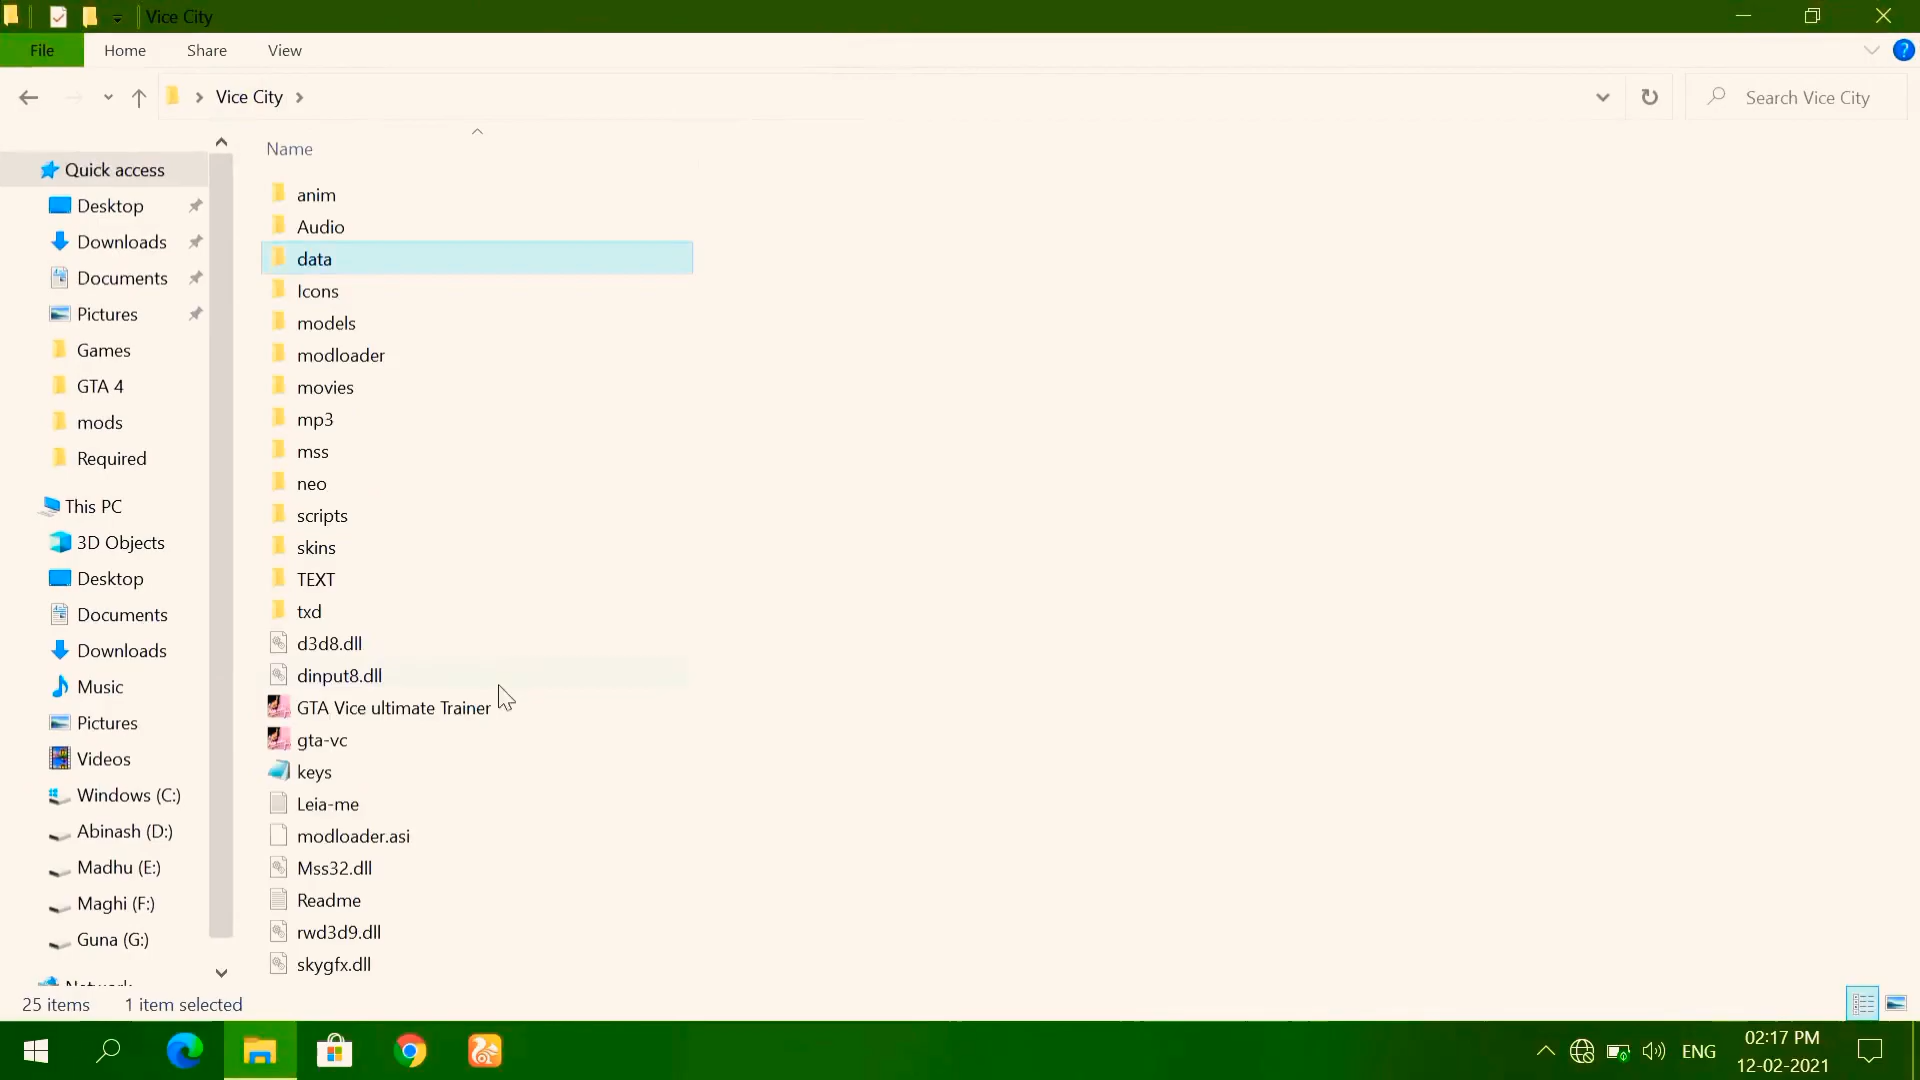 Vice City
File
Home
Share
View
Vice City
Search Vice City
Name
Quick access
Desktop
Downloads
Documents
Pictures
Games
GTA 4
mods
Required
This PC
3D Objects
Desktop
Documents
Downloads
Music
Pictures
Videos
Windows (C:)
Abinash (D:)
Madhu (E:)
Maghi (F:)
Guna (G:)
Network
anim
Audio
data
Icons
models
modloader
movies
mp3
mss
neo
scripts
skins
TEXT
txd
d3d8.dll
dinput8.dll
GTA Vice ultimate Trainer
gta-vc
keys
Leia-me
modloader.asi
Mss32.dll
Readme
rwd3d9.dll
skygfx.dll
25 items
1 item selected
ENG
02:17 PM
12-02-2021